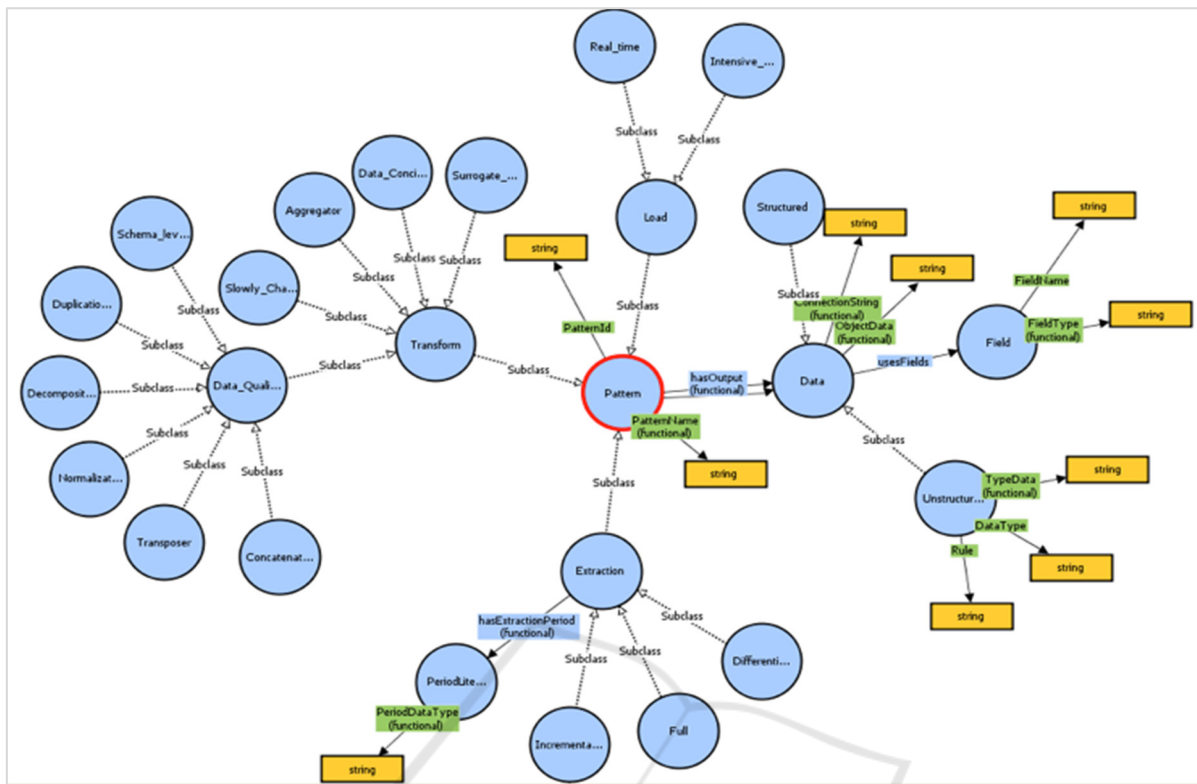 Real_time
Intensive_...
Subclass
Subclass
Data_Conci...
Surrogate_...
Aggregator
Load
Structured
string
string
Schema_lev...
Subclass
Subclass
Subclass
string
string
Slowly_Cha...
Subclass
Subclass
Subclass
ConnectionString
(functional)
FieldName
Duplicatio...
Subclass
PatternId
ObjectData
(functional)
FieldType
(functional)
string
Subclass
Transform
Field
Subclass
Subclass
hasOutput
(functional)
usesFields
Data_Quali...
Pattern
Data
Decomposit...
Subclass
PatternName
(functional)
Subclass
Subclass
Subclass
Subclass
string
string
Normalizat...
Subclass
TypeData
(functional)
Unstructur...
DataType
Transposer
Concatenat...
Rule
Extraction
string
string
hasExtractionPeriod
(functional)
Subclass
Subclass
Subclass
Differenti...
PeriodLite...
PeriodDataType
(functional)
Incrementa...
Full
string